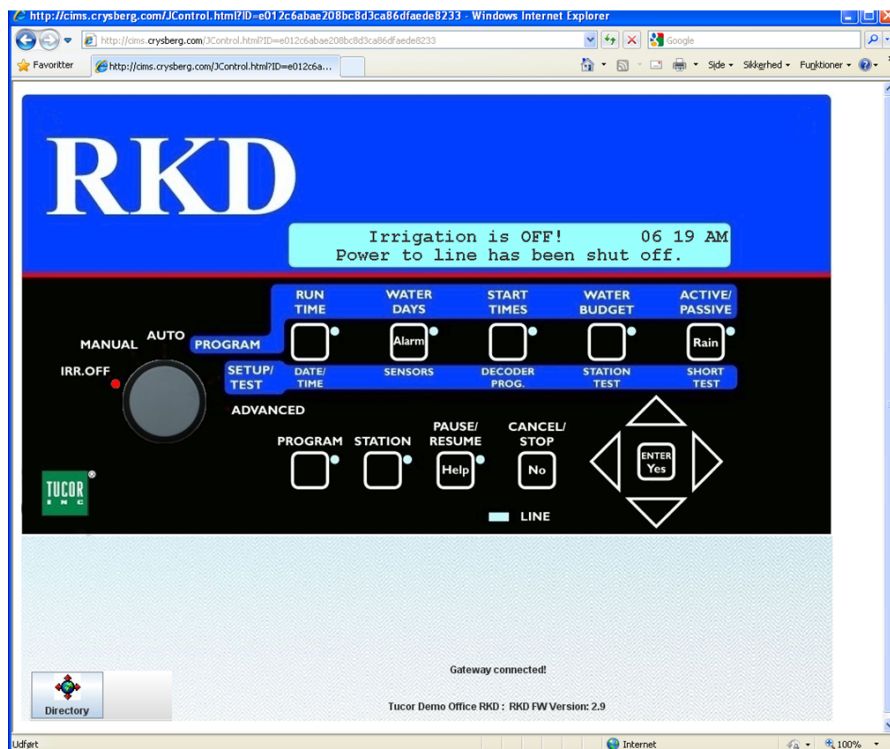 http://cims.crysberg.com/JControl.html?ID=e012c6abae208bc8d3ca86dfaede8233 - Windows Internet Explorer
http://cims.crysberg.com/JControl.html?ID=e012c6abae208bc8d3ca86dfaede8233
Google
Favoritter
http://cims.crysberg.com/JControl.html?ID=e012c6a...
Side
Sikkerhed
Funktioner
RKD
Irrigation is OFF! 06 19 AM
Power to line has been shut off.
RUN TIME
WATER DAYS
START TIMES
WATER BUDGET
ACTIVE/ PASSIVE
MANUAL
AUTO
PROGRAM
Alarm
Rain
IRR.OFF
SETUP/ TEST
DATE/ TIME
SENSORS
DECODER PROG.
STATION TEST
SHORT TEST
ADVANCED
PROGRAM
STATION
PAUSE/ RESUME
CANCEL/ STOP
Help
No
ENTER
Yes
TUCOR ®
INC
LINE
Gateway connected!
Directory
Tucor Demo Office RKD : RKD FW Version: 2.9
Udført
Internet
100%